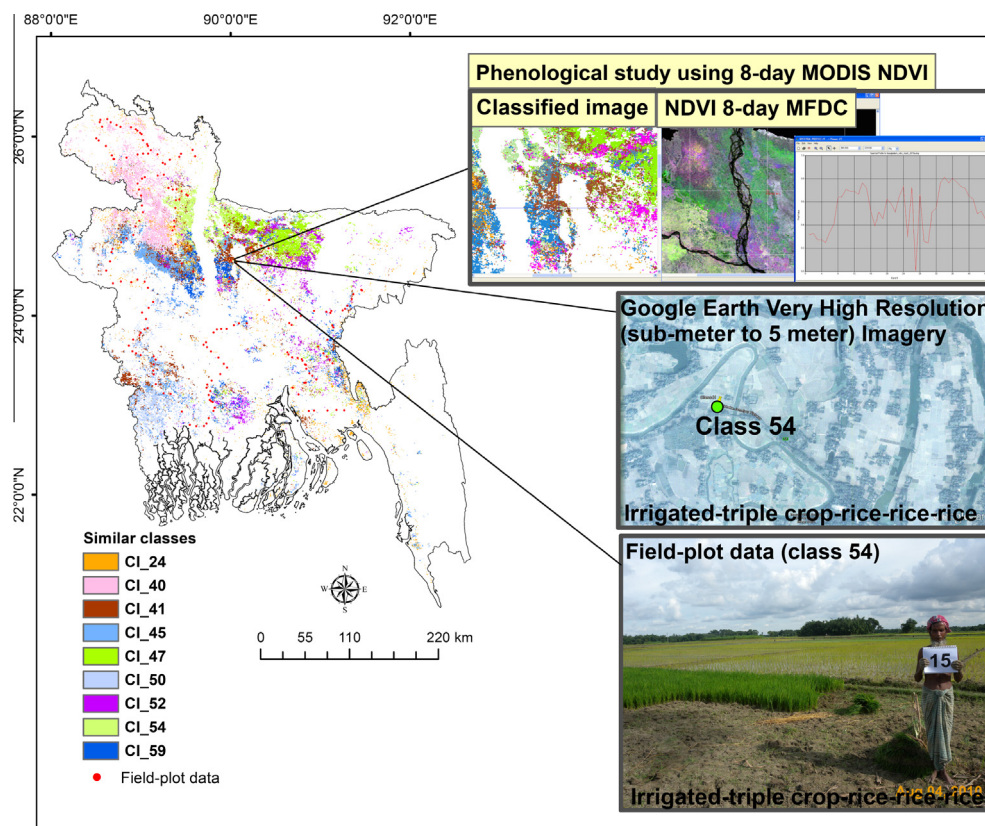 88°0'0"E
90°0'0"E
92°0'0"E
26°0'0"N
24°0'0"N
22°0'0"N
Phenological study using 8-day MODIS NDVI
Classified image
NDVI 8-day MFDC
Google Earth Very High Resolution
(sub-meter to 5 meter) Imagery
Class 54
Irrigated-triple crop-rice-rice-rice
Field-plot data (class 54)
15
Aug 04, 2010
Irrigated-triple crop-rice-rice-rice
Similar classes
Cl_24
Cl_40
Cl_41
Cl_45
Cl_47
Cl_50
Cl_52
Cl_54
Cl_59
Field-plot data
N
W
E
S
0 55 110 220 km